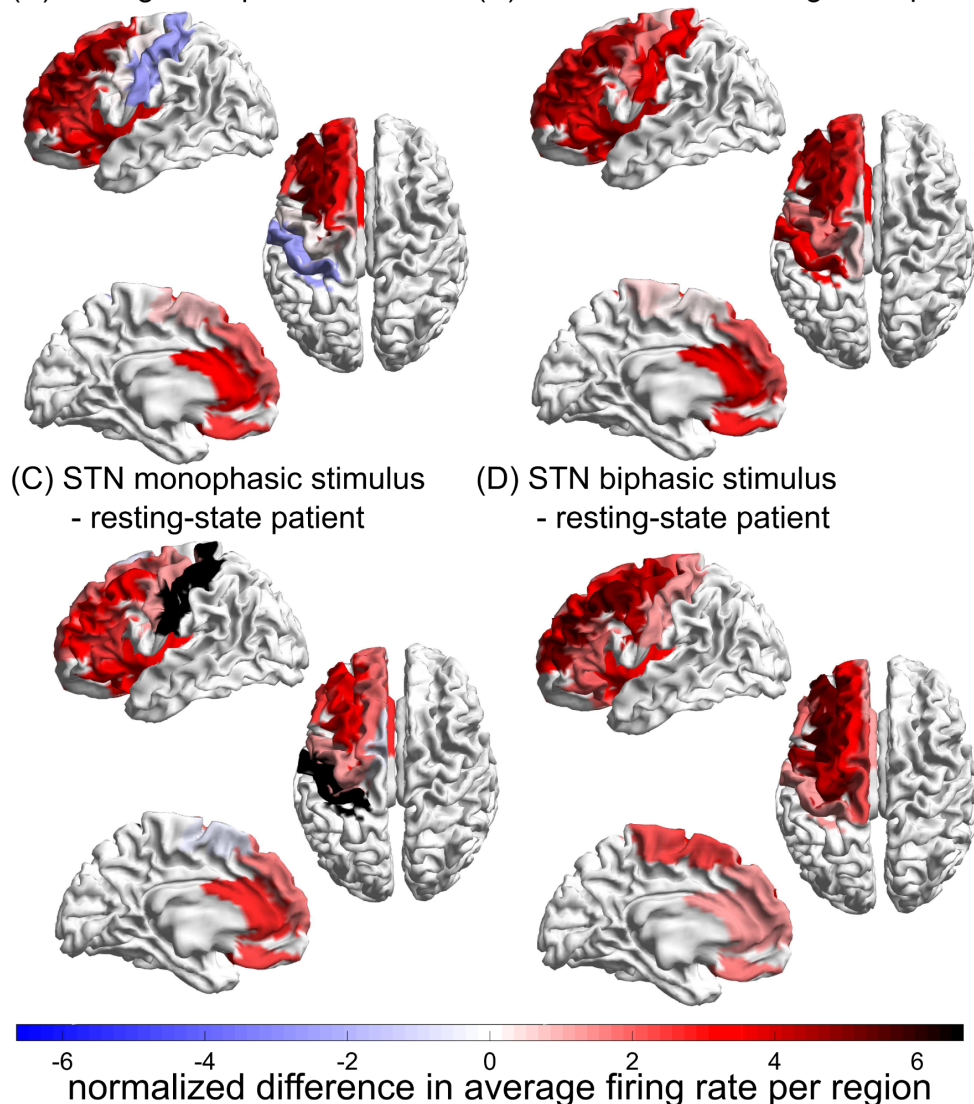 (C) STN monophasic stimulus
- resting-state patient
(D) STN biphasic stimulus
- resting-state patient
-6 -4 -2 0 2 4 6
normalized difference in average firing rate per region